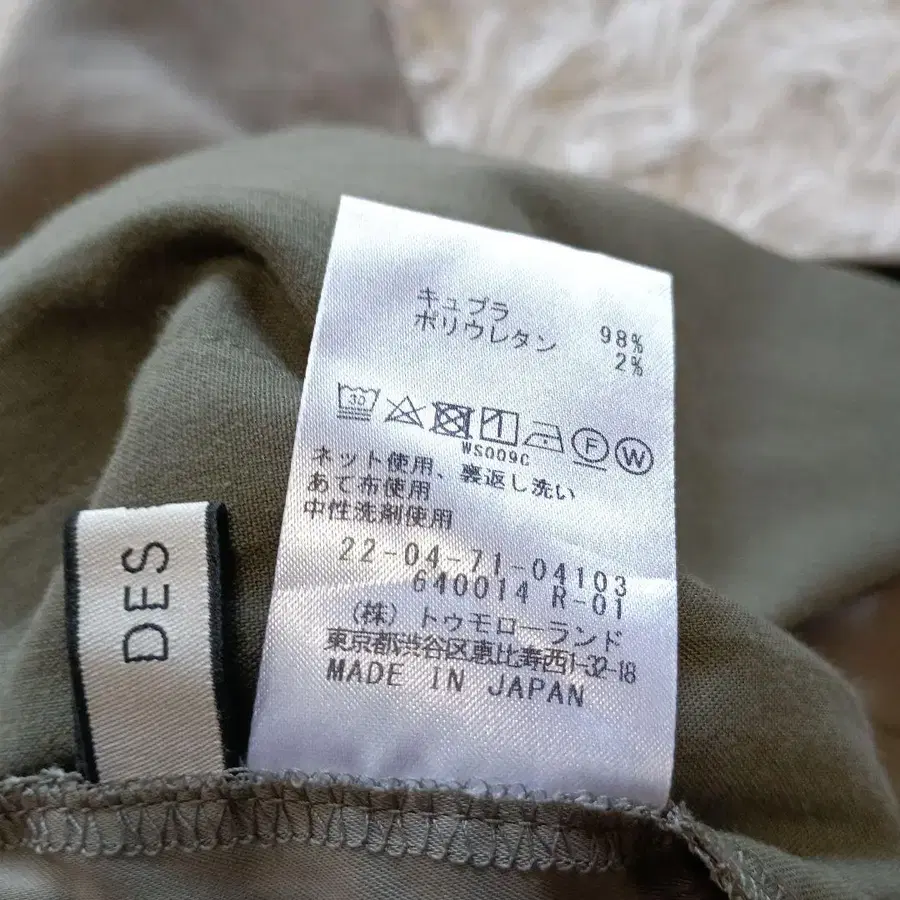 キュプラ 98%
ポリウレタン 2%
30 F W
WS009C
ネット使用、裏返し洗い
あて布使用
中性洗剤使用
22-04-71-04103
640014 R-01
(株)トゥモローランド
東京都渋谷区恵比寿西1-32-18
MADE IN JAPAN
DES